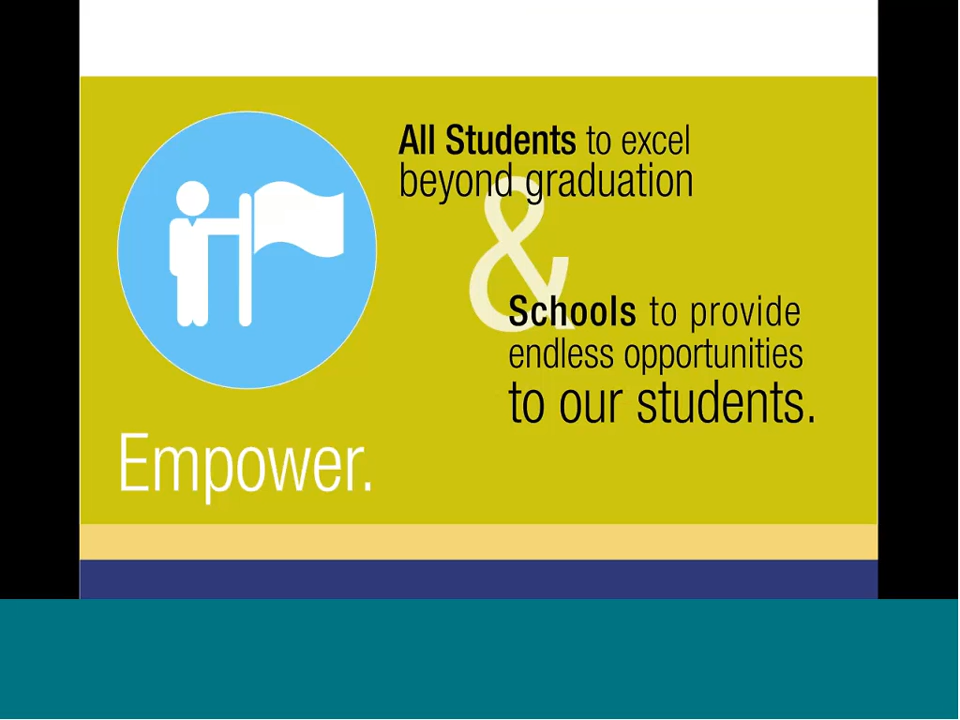 All Students to excel
beyond graduation
&
Schools to provide
endless opportunities
to our students.
Empower.